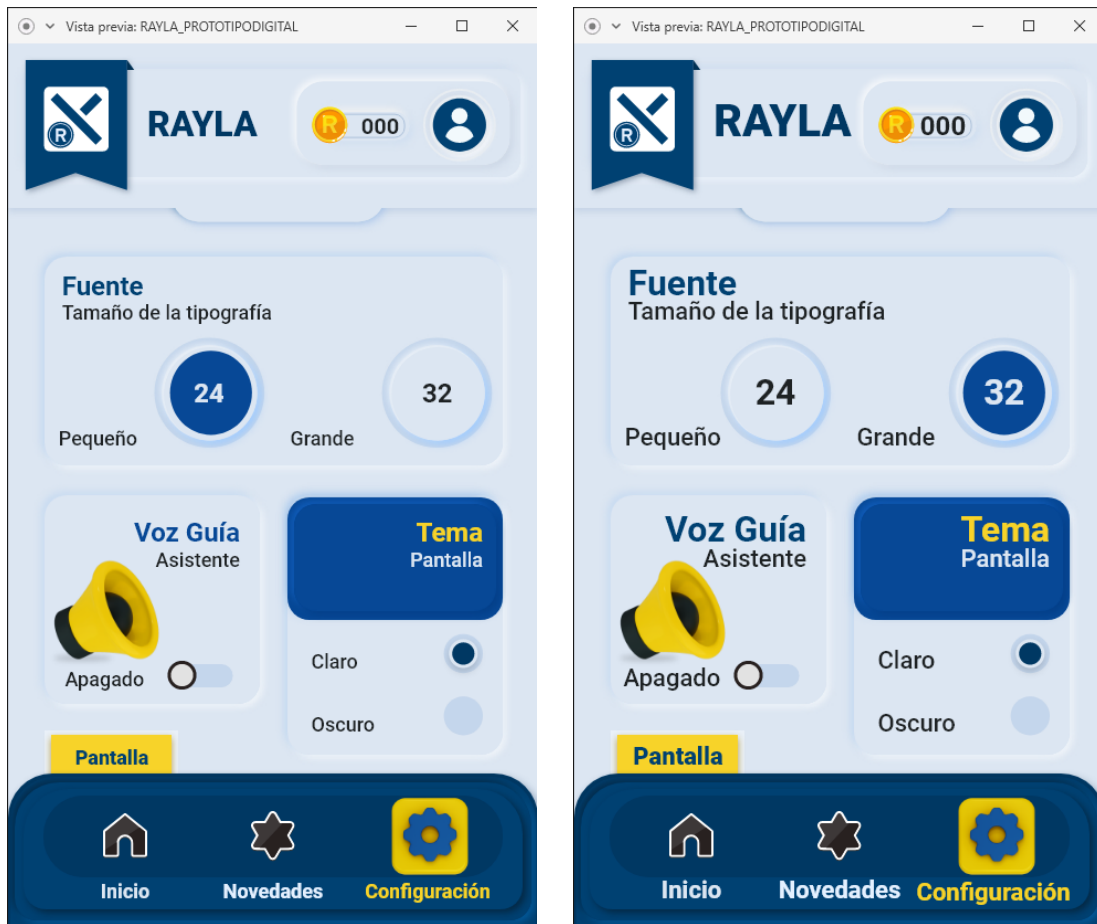 Vista previa: RAYLA_PROTOTIPODIGITAL
R
RAYLA
R
000
Fuente
Tamaño de la tipografía
24
32
Pequeño
Grande
Voz Guía
Asistente
Apagado
Tema
Pantalla
Claro
Oscuro
Pantalla
Inicio
Novedades
Configuración
Vista previa: RAYLA_PROTOTIPODIGITAL
R
RAYLA
R
000
Fuente
Tamaño de la tipografía
24
32
Pequeño
Grande
Voz Guía
Asistente
Apagado
Tema
Pantalla
Claro
Oscuro
Pantalla
Inicio
Novedades
Configuración